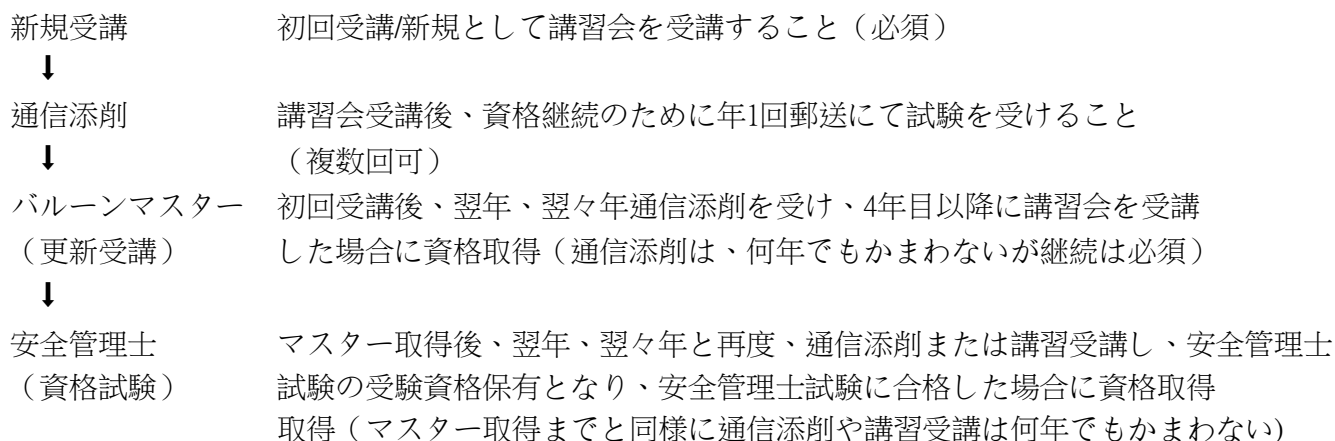 新規受講　初回受講/新規として講習会を受講すること（必須）
⬇
通信添削　講習会受講後、資格継続のために年1回郵送にて試験を受けること
⬇　（複数回可）
バルーンマスター　初回受講後、翌年、翌々年通信添削を受け、4年目以降に講習会を受講
（更新受講）　した場合に資格取得（通信添削は、何年でもかまわないが継続は必須）
⬇
安全管理士　マスター取得後、翌年、翌々年と再度、通信添削または講習受講し、安全管理士
（資格試験）　試験の受験資格保有となり、安全管理士試験に合格した場合に資格取得
取得（マスター取得までと同様に通信添削や講習受講は何年でもかまわない)